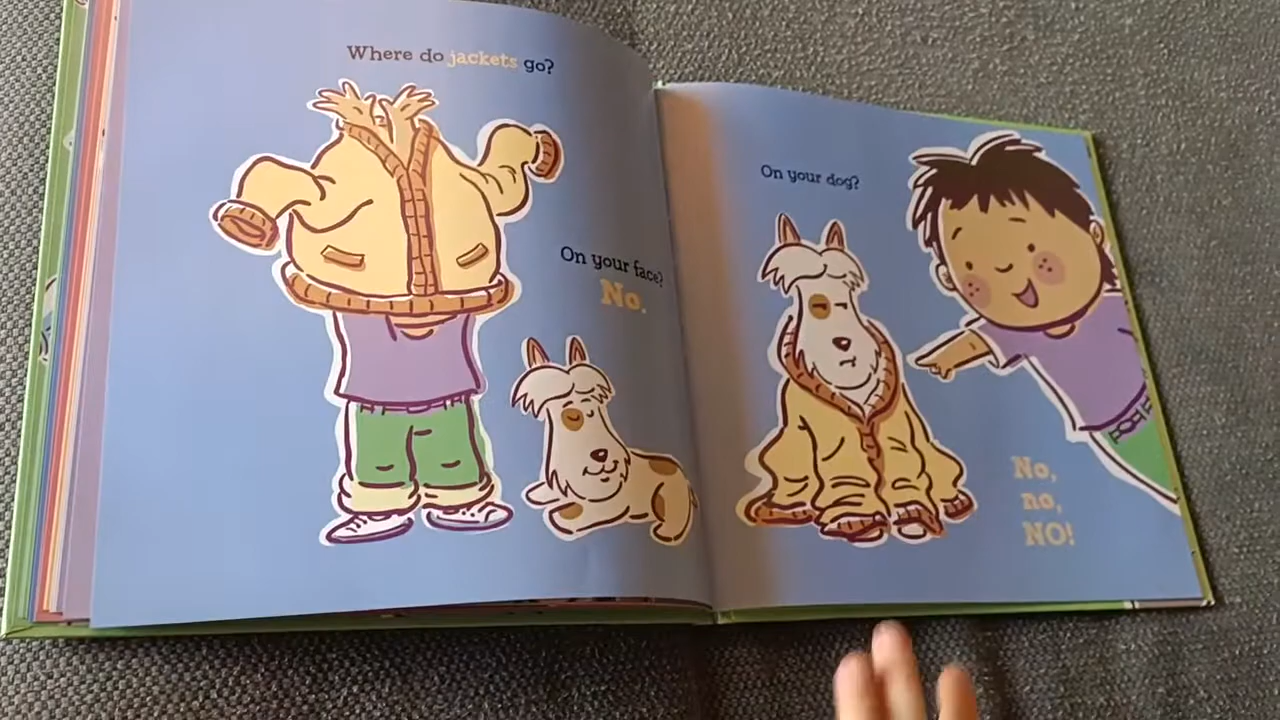 Where do jackets go?
On your face?
No.
On your dog?
No,
no,
NO!